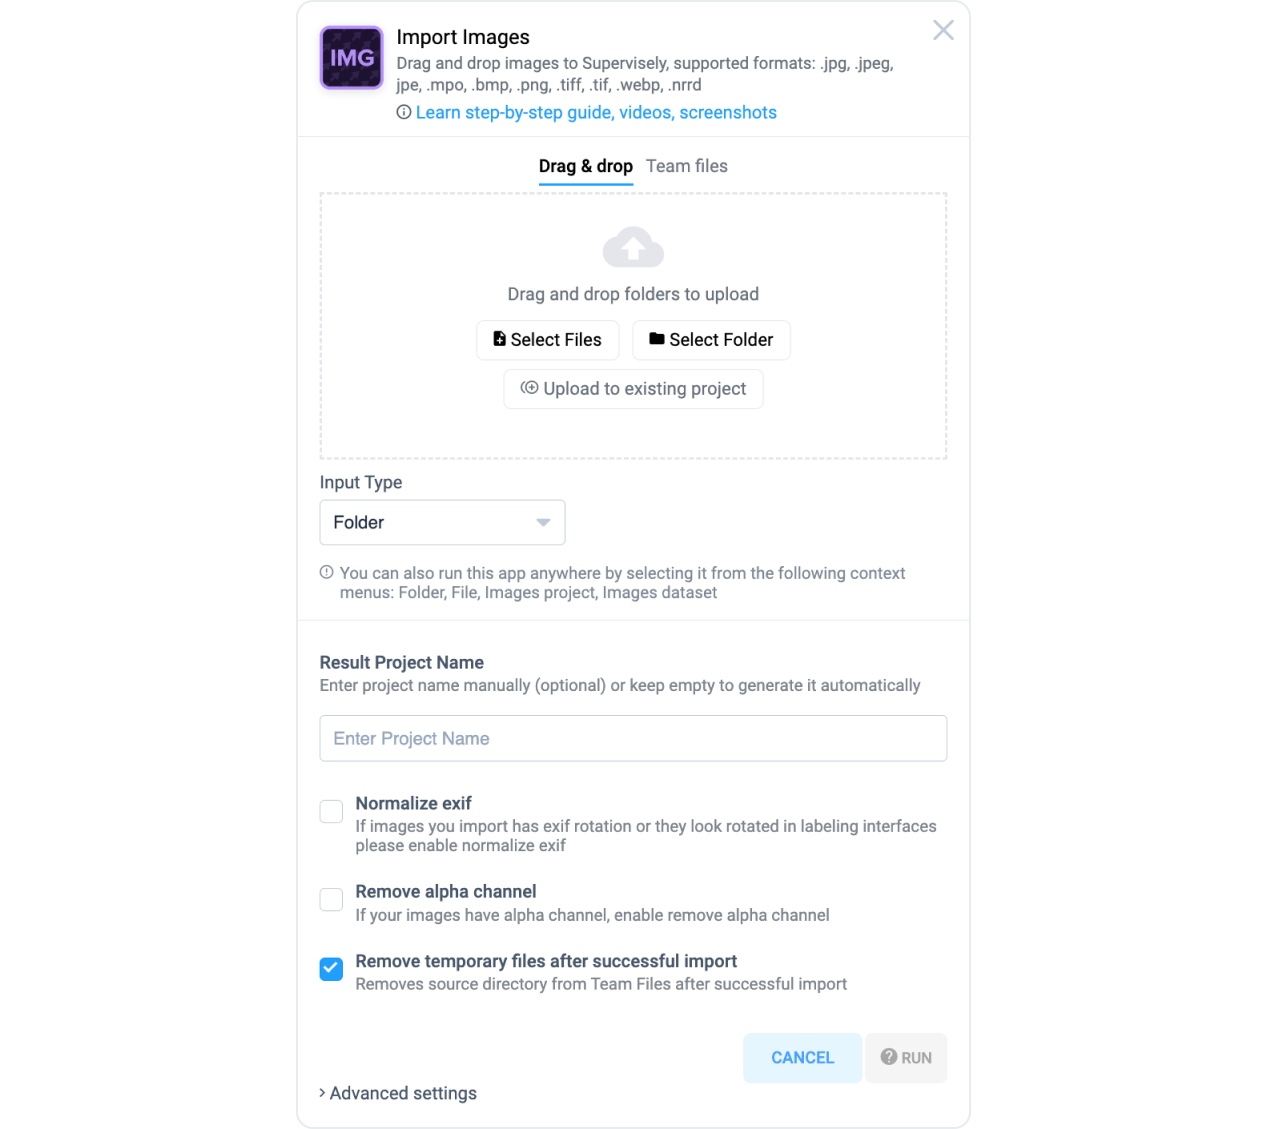 IMG
Import Images
Drag and drop images to Supervisely, supported formats: .jpg, .jpeg,
jpe, .mpo, .bmp, .png, .tiff, .tif, .webp, .nrrd
Learn step-by-step guide, videos, screenshots
Drag & drop Team files
Drag and drop folders to upload
Select Files Select Folder
Upload to existing project
Input Type
Folder
You can also run this app anywhere by selecting it from the following context
menus: Folder, File, Images project, Images dataset
Result Project Name
Enter project name manually (optional) or keep empty to generate it automatically
Enter Project Name
Normalize exif
If images you import has exif rotation or they look rotated in labeling interfaces
please enable normalize exif
Remove alpha channel
If your images have alpha channel, enable remove alpha channel
Remove temporary files after successful import
Removes source directory from Team Files after successful import
CANCEL RUN
Advanced settings